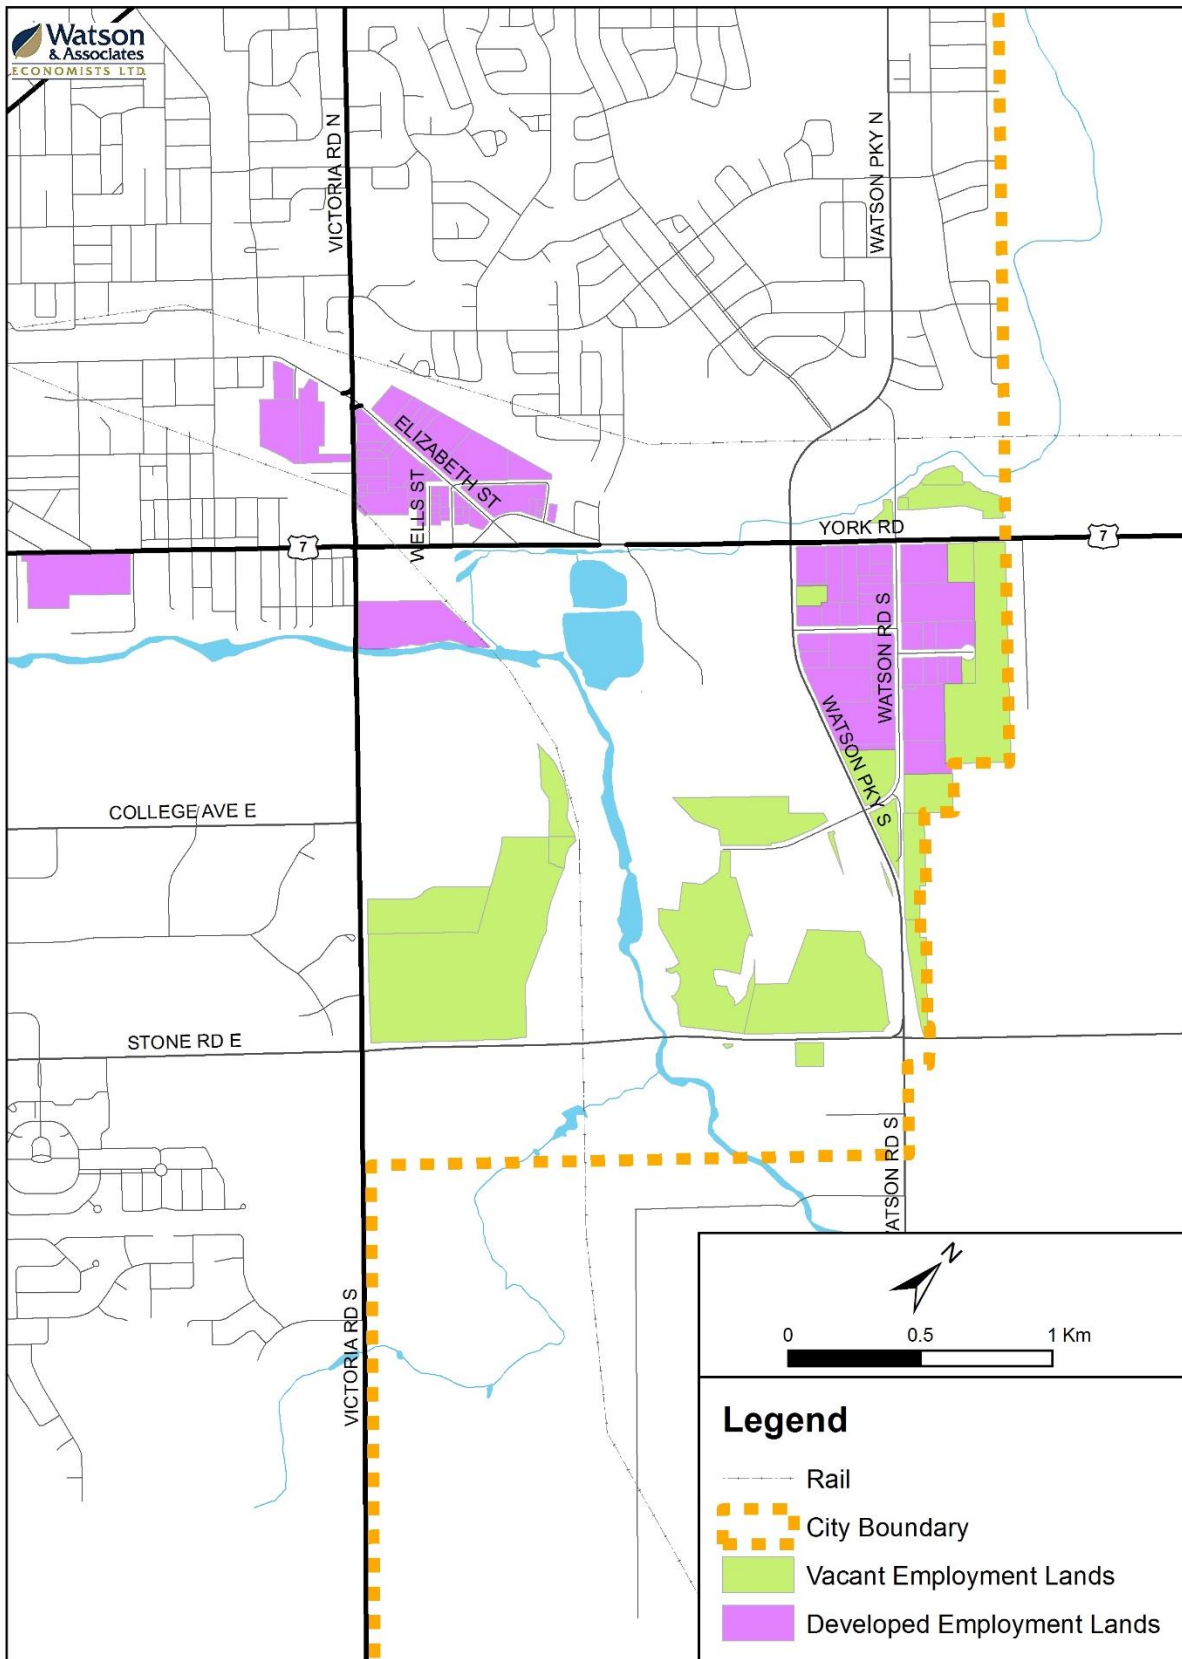 Watson
& Associates
ECONOMISTS LTD.
VICTORIA RD N
WATSON PKY N
ELIZABETH ST
WELLS ST
YORK RD
7
7
WATSON RD S
WATSON PKY S
COLLEGE AVE E
STONE RD E
WATSON RD S
VICTORIA RD S
N
0 0.5 1 Km
Legend
Rail
City Boundary
Vacant Employment Lands
Developed Employment Lands